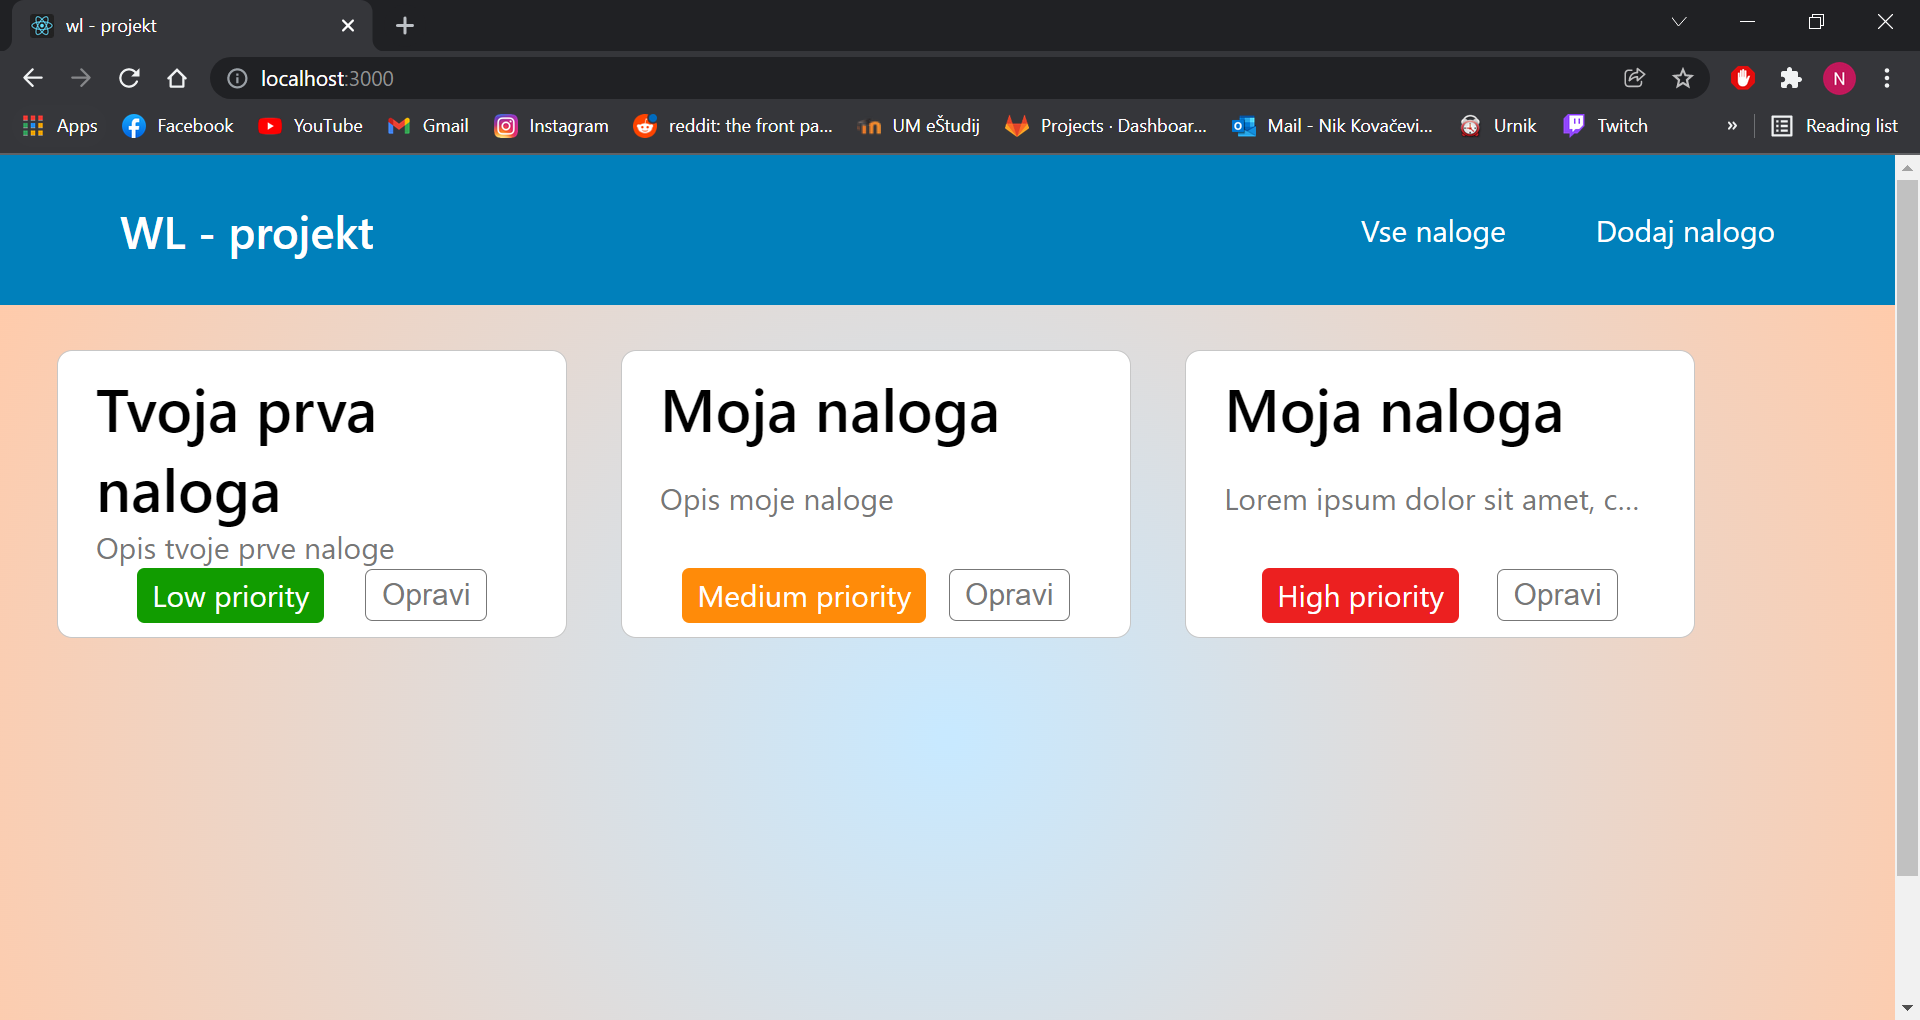 wl - projekt
localhost:3000
N
Apps Facebook YouTube Gmail Instagram reddit: the front pa... UM eŠtudij Projects · Dashboar... Mail - Nik Kovačevi... Urnik Twitch » Reading list
WL - projekt Vse naloge Dodaj nalogo
Tvoja prva
naloga
Opis tvoje prve naloge
Low priority Opravi
Moja naloga
Opis moje naloge
Medium priority Opravi
Moja naloga
Lorem ipsum dolor sit amet, c...
High priority Opravi